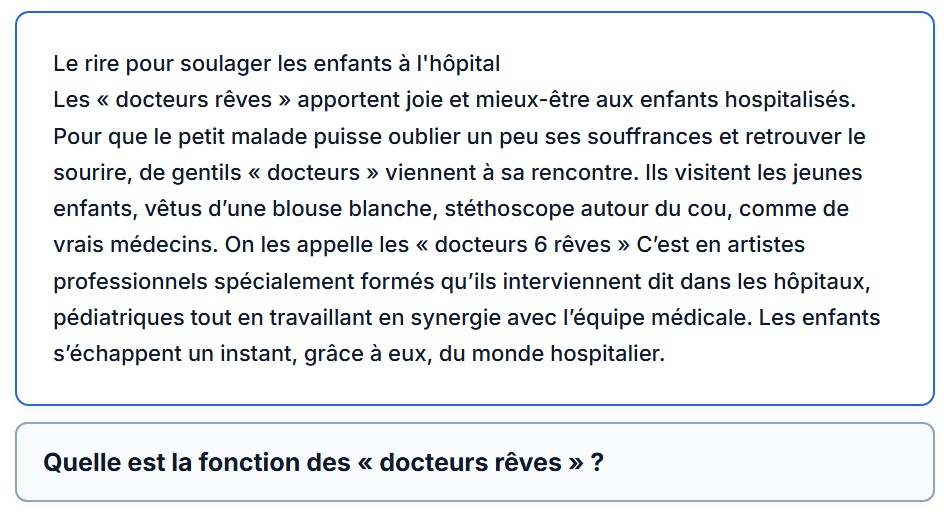 Le rire pour soulager les enfants à l'hôpital
Les « docteurs rêves » apportent joie et mieux-être aux enfants hospitalisés.
Pour que le petit malade puisse oublier un peu ses souffrances et retrouver le
sourire, de gentils « docteurs » viennent à sa rencontre. Ils visitent les jeunes
enfants, vêtus d’une blouse blanche, stéthoscope autour du cou, comme de
vrais médecins. On les appelle les « docteurs 6 rêves » C’est en artistes
professionnels spécialement formés qu’ils interviennent dit dans les hôpitaux,
pédiatriques tout en travaillant en synergie avec l’équipe médicale. Les enfants
s’échappent un instant, grâce à eux, du monde hospitalier.
Quelle est la fonction des « docteurs rêves » ?